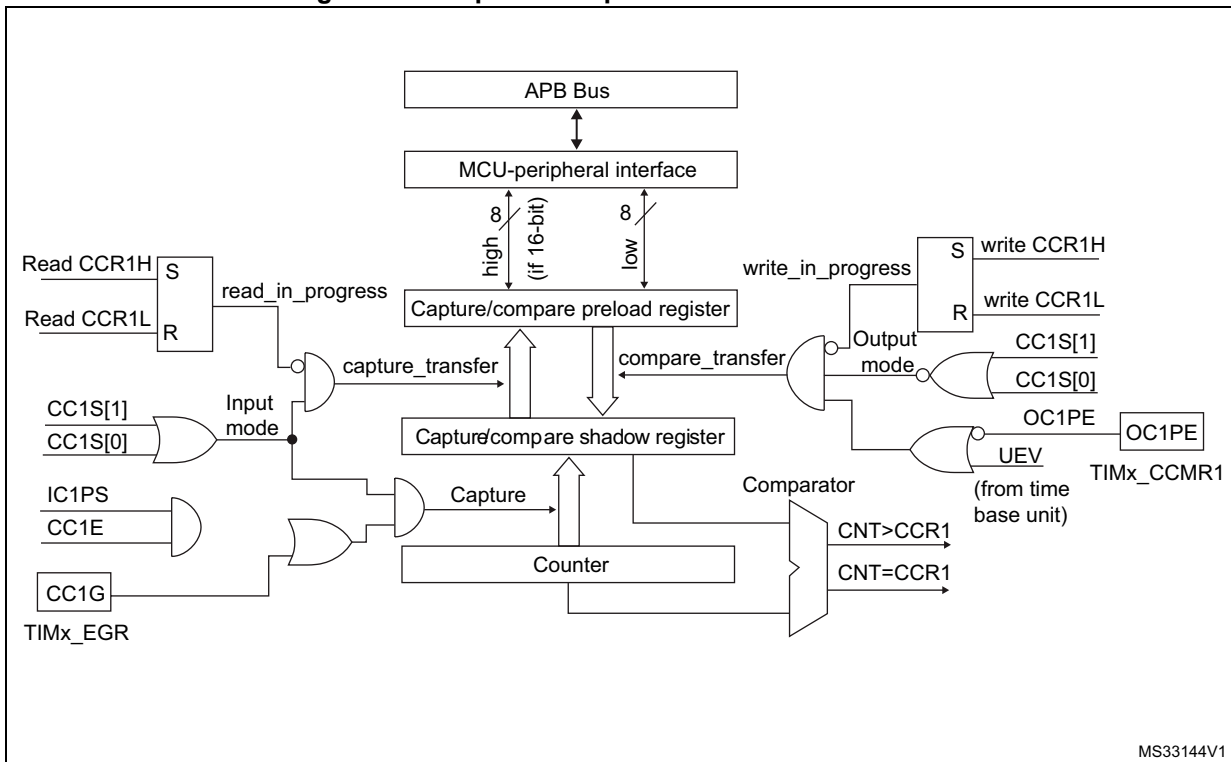 APB Bus
MCU-peripheral interface
8
high
(if 16-bit)
8
low
Read CCR1H
S
read_in_progress
Read CCR1L
R
write_in_progress
S
write CCR1H
R
write CCR1L
Capture/compare preload register
capture_transfer
compare_transfer
Output
mode
CC1S[1]
CC1S[0]
CC1S[1]
CC1S[0]
Input
mode
Capture/compare shadow register
OC1PE
OC1PE
UEV
TIMx_CCMR1
(from time
base unit)
IC1PS
CC1E
Capture
Comparator
CNT>CCR1
CNT=CCR1
Counter
CC1G
TIMx_EGR
MS33144V1